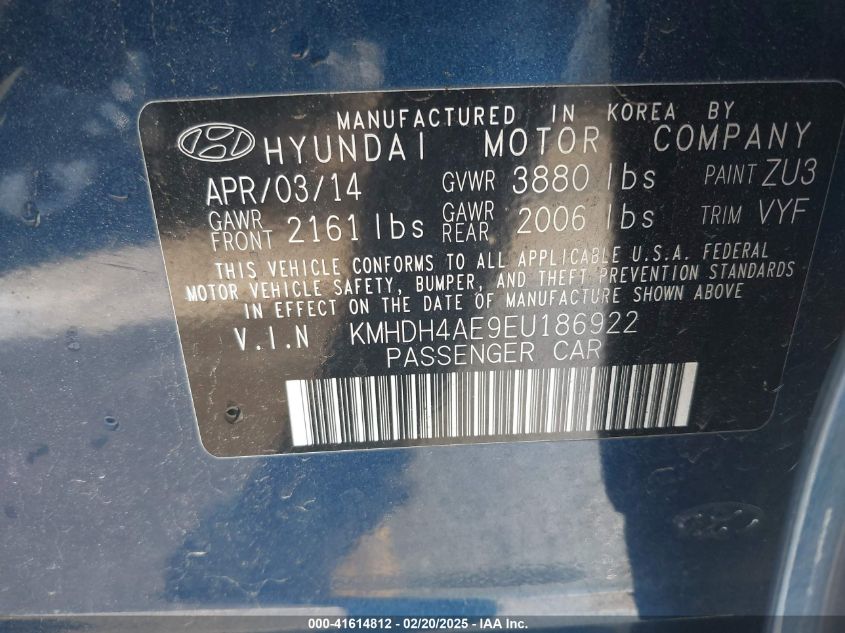 MANUFACTURED IN KOREA BY
HYUNDAI MOTOR COMPANY
APR/03/14 GVWR 3880 lbs PAINT ZU3
GAWR FRONT 2161 lbs GAWR REAR 2006 lbs TRIM VYF
THIS VEHICLE CONFORMS TO ALL APPLICABLE U.S.A. FEDERAL
MOTOR VEHICLE SAFETY, BUMPER, AND THEFT PREVENTION STANDARDS
IN EFFECT ON THE DATE OF MANUFACTURE SHOWN ABOVE
V.I.N KMHDH4AE9EU186922
PASSENGER CAR
000-41614812 - 02/20/2025 - IAA Inc.